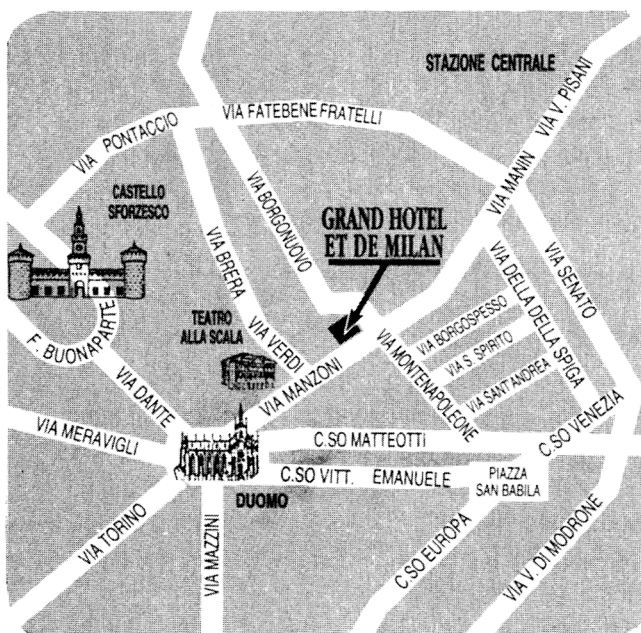 STAZIONE CENTRALE
VIA V. PISANI
VIA FATEBENEFRATELLI
VIA PONTACCIO
VIA MANIN
CASTELLO
SFORZESCO
VIA BORGONUOVO
GRAND HOTEL
ET DE MILAN
VIA BRERA
VIA SENATO
VIA DELLA DELLA SPIGA
TEATRO
ALLA SCALA
VIA VERDI
VIA BORGOSPESSO
VIA S. SPIRITO
VIA SANT ANDREA
VIA MONTENAPOLEONE
F. BUONAPARTE
VIA DANTE
VIA MANZONI
VIA MERAVIGLI
C.SO MATTEOTTI
C.SO VENEZIA
C.SO VITT. EMANUELE
PIAZZA
SAN BABILA
DUOMO
VIA TORINO
VIA MAZZINI
C.SO EUROPA
VIA V. DI MODRONE